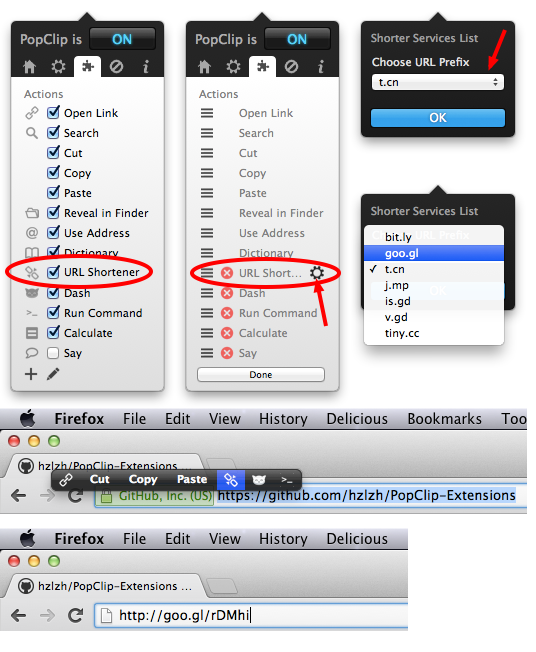 PopClip is ON
Actions
Open Link
Search
Cut
Copy
Paste
Reveal in Finder
Use Address
Dictionary
URL Shortener
Dash
Run Command
Calculate
Say
PopClip is ON
Actions
Open Link
Search
Cut
Copy
Paste
Reveal in Finder
Use Address
Dictionary
URL Short...
Dash
Run Command
Calculate
Say
Done
Shorter Services List
Choose URL Prefix
t.cn
OK
Shorter Services List
bit.ly
goo.gl
✓ t.cn
j.mp
is.gd
v.gd
tiny.cc
Firefox File Edit View History Delicious Bookmarks Too
hzlzh/PopClip-Extensions ...
Cut Copy Paste
GitHub, Inc. (US) https://github.com/hzlzh/PopClip-Extensions
Firefox File Edit View History Delicious
hzlzh/PopClip-Extensions ...
http://goo.gl/rDMhi